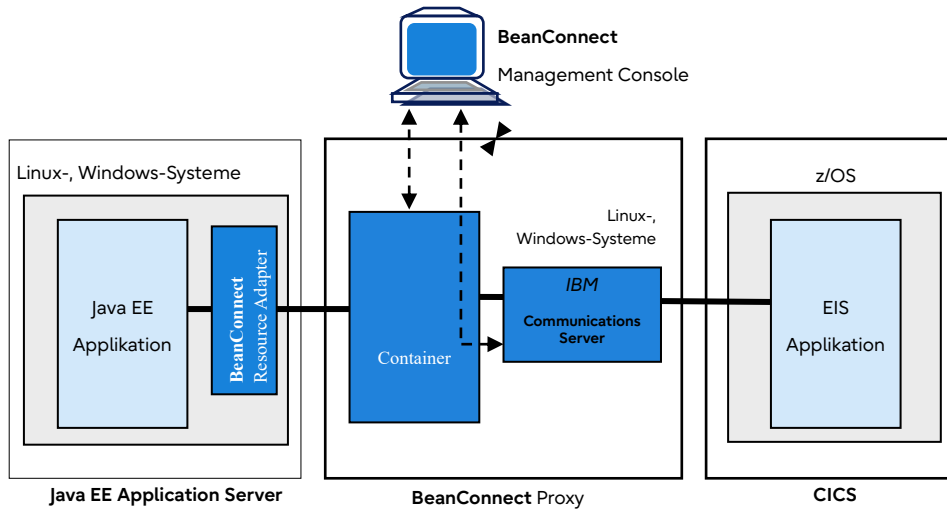 BeanConnect
Management Console
Linux-, Windows-Systeme
Java EE
Applikation
BeanConnect
Resource Adapter
Java EE Application Server
Container
Linux-,
Windows-Systeme
IBM
Communications
Server
BeanConnect Proxy
z/OS
EIS
Applikation
CICS